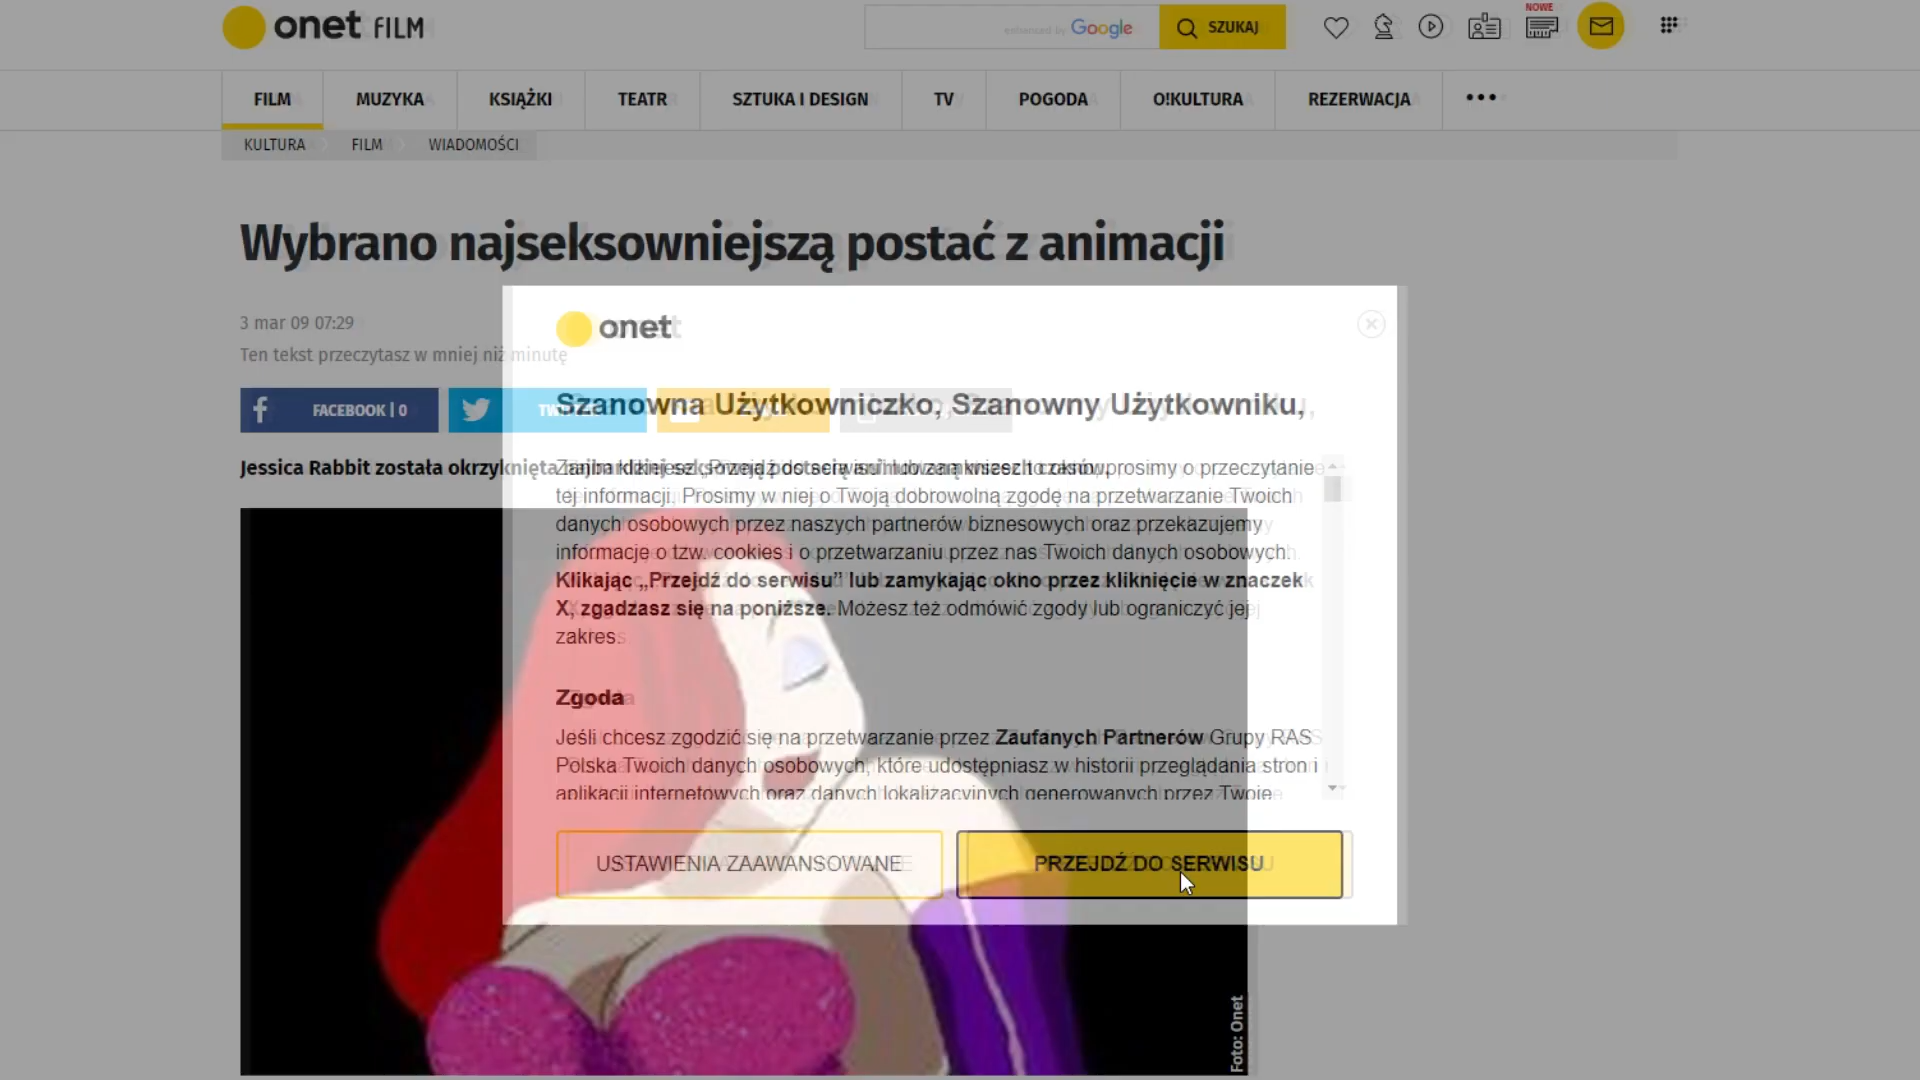 onet FILM
enhanced by Google
SZUKAJ
NOWE
FILM
MUZYKA
KSIĄŻKI
TEATR
SZTUKA I DESIGN
TV
POGODA
O!KULTURA
REZERWACJA
KULTURA
FILM
WIADOMOŚCI
Wybrano najseksowniejszą postać z animacji
3 mar 09 07:29
Ten tekst przeczytasz w mniej niż minutę
FACEBOOK | 0
onet
Szanowna Użytkowniczko, Szanowny Użytkowniku,
Jessica Rabbit została okrzyknięta najbardziej seksowną postacią animowaną wszech czasów.
Zanim klikniesz „Przejdź do serwisu” lub zamkniesz to okno, prosimy o przeczytanie
tej informacji. Prosimy w niej o Twoją dobrowolną zgodę na przetwarzanie Twoich
danych osobowych przez naszych partnerów biznesowych oraz przekazujemy
informacje o tzw. cookies i o przetwarzaniu przez nas Twoich danych osobowych.
Klikając „Przejdź do serwisu” lub zamykając okno przez kliknięcie w znaczek
X, zgadzasz się na poniższe. Możesz też odmówić zgody lub ograniczyć jej
zakres.
Zgoda
Jeśli chcesz zgodzić się na przetwarzanie przez Zaufanych Partnerów Grupy RAS
Polska Twoich danych osobowych, które udostępniasz w historii przeglądania stron i
aplikacji internetowych oraz danych lokalizacyjnych generowanych przez Twoje
USTAWIENIA ZAAWANSOWANE
PRZEJDŹ DO SERWISU
Foto: Onet